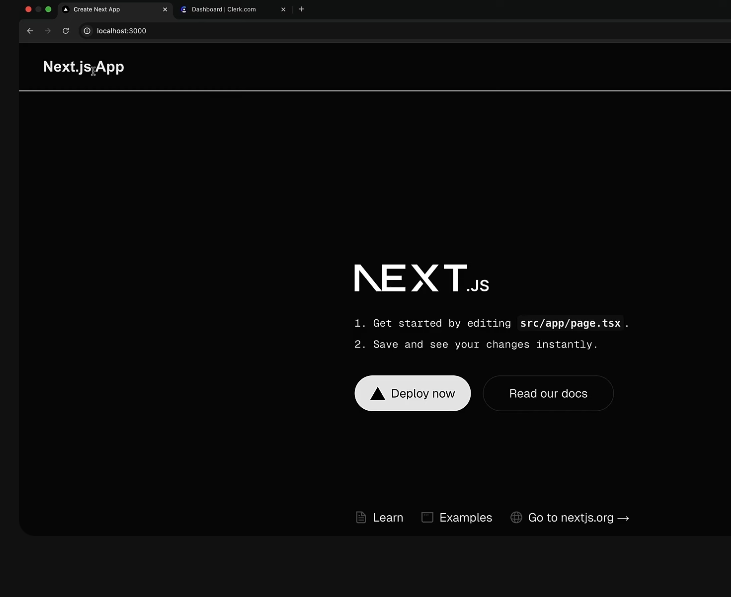 Create Next App
Dashboard | Clerk.com
localhost:3000
Next.js App
NEXT.JS
1. Get started by editing src/app/page.tsx.
2. Save and see your changes instantly.
Deploy now
Read our docs
Learn
Examples
Go to nextjs.org →